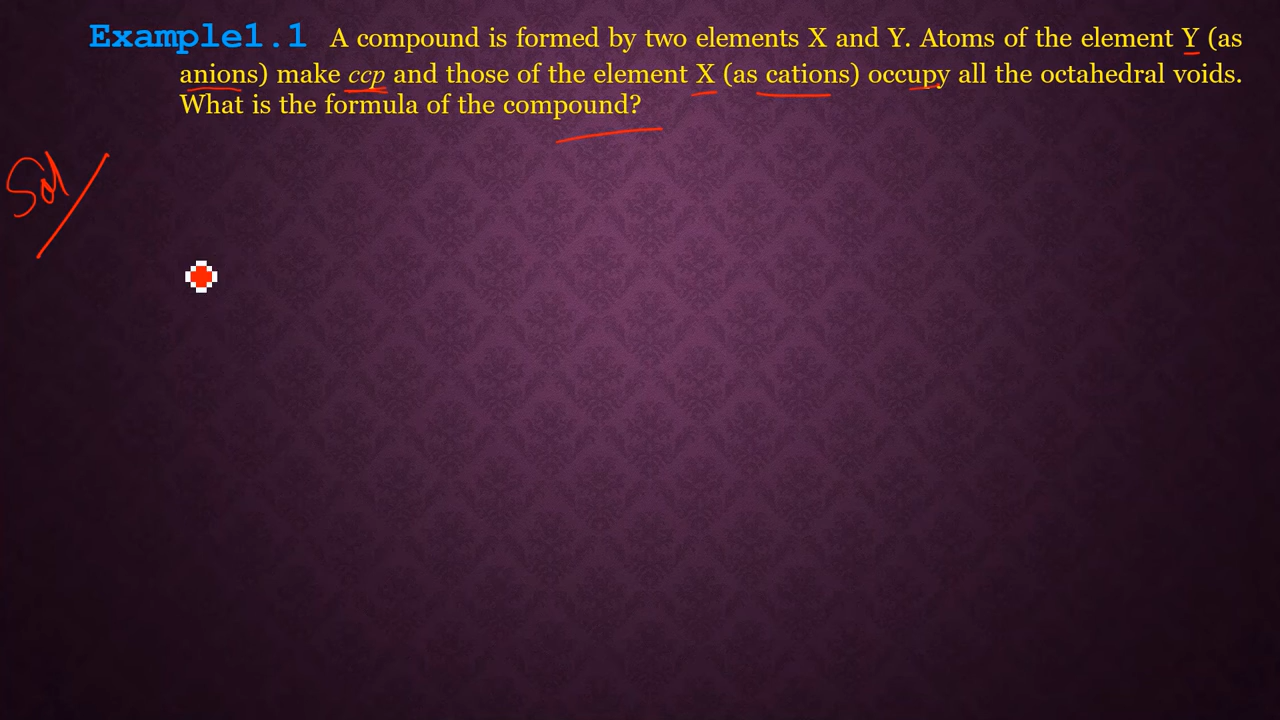 Example1.1 A compound is formed by two elements X and Y. Atoms of the element Y (as
anions) make ccp and those of the element X (as cations) occupy all the octahedral voids.
What is the formula of the compound?
Sol